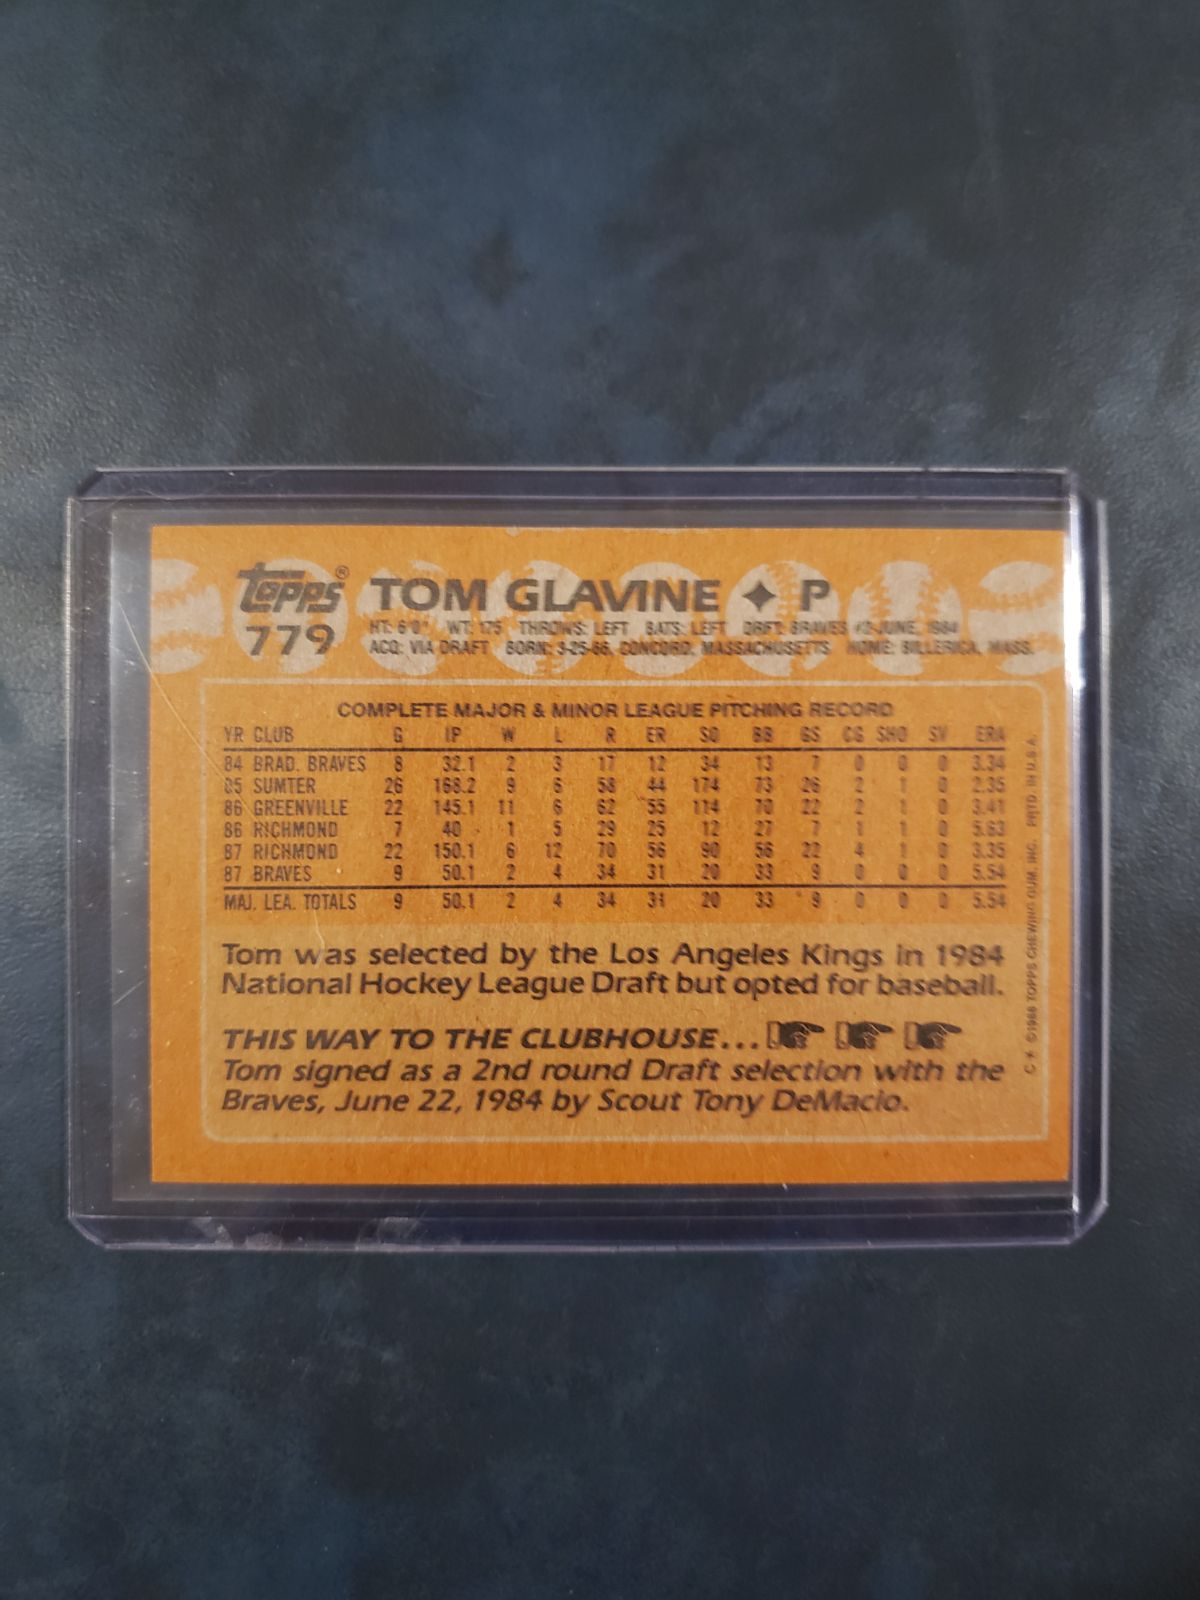 Topps® TOM GLAVINE ✦ P
779
HT: 6'0" WT: 175 THROWS: LEFT BATS: LEFT DRFT: BRAVES #2-JUNE, 1984
ACQ: VIA DRAFT BORN: 3-25-66, CONCORD, MASSACHUSETTS HOME: BILLERICA, MASS.
COMPLETE MAJOR & MINOR LEAGUE PITCHING RECORD
YR CLUB G IP W L R ER SO BB GS CG SHO SV ERA
84 BRAD. BRAVES 8 32.1 2 3 17 12 34 13 7 0 0 0 3.34
85 SUMTER 26 168.2 9 6 58 44 174 73 26 2 1 0 2.35
86 GREENVILLE 22 145.1 11 6 62 55 114 70 22 2 1 0 3.41
86 RICHMOND 7 40 1 5 29 25 12 27 7 1 1 0 5.63
87 RICHMOND 22 150.1 6 12 70 56 90 56 22 4 1 0 3.35
87 BRAVES 9 50.1 2 4 34 31 20 33 9 0 0 0 5.54
MAJ. LEA. TOTALS 9 50.1 2 4 34 31 20 33 9 0 0 0 5.54
Tom was selected by the Los Angeles Kings in 1984
National Hockey League Draft but opted for baseball.
THIS WAY TO THE CLUBHOUSE...
Tom signed as a 2nd round Draft selection with the
Braves, June 22, 1984 by Scout Tony DeMacio.
C * ©1988 TOPPS CHEWING GUM, INC. PRTD. IN U.S.A.